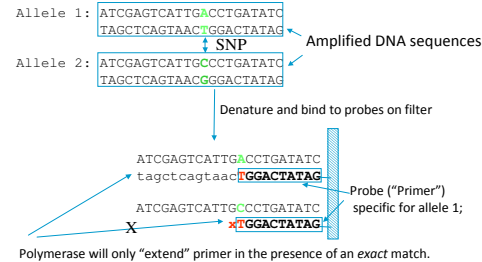 Allele 1: ATCGAGTCATTGACCTGATATC
TAGCTCAGTAACTGGACTATAG
SNP
Amplified DNA sequences
Allele 2: ATCGAGTCATTGCCCTGATATC
TAGCTCAGTAACGGGACTATAG
Denature and bind to probes on filter
ATCGAGTCATTGACCTGATATC
tagctcagtaacTGGACTATAG
Probe (“Primer”)
specific for allele 1;
ATCGAGTCATTGCCCTGATATC
X
xTGGACTATAG
Polymerase will only “extend” primer in the presence of an exact match.